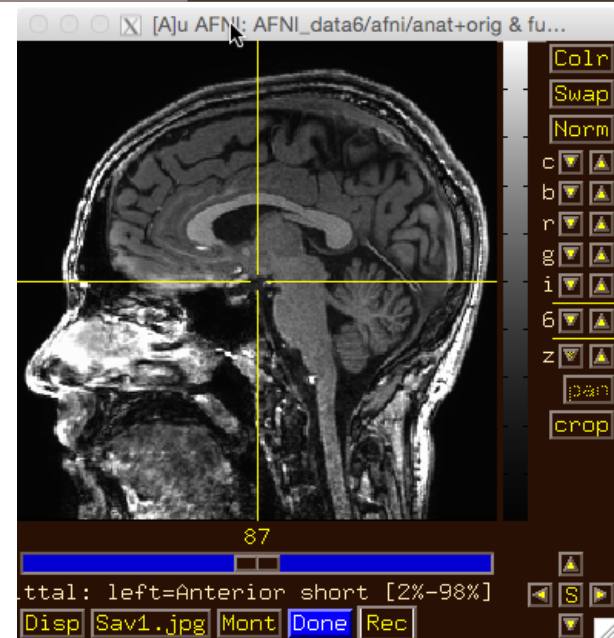 X [A]u AFNI: AFNI_data6/afni/anat+orig & fu...
Colr
Swap
Norm
c
b
r
g
i
6
z
pan
crop
87
ittal: left=Anterior short [2%-98%]
S
Disp Sav1.jpg Mont Done Rec